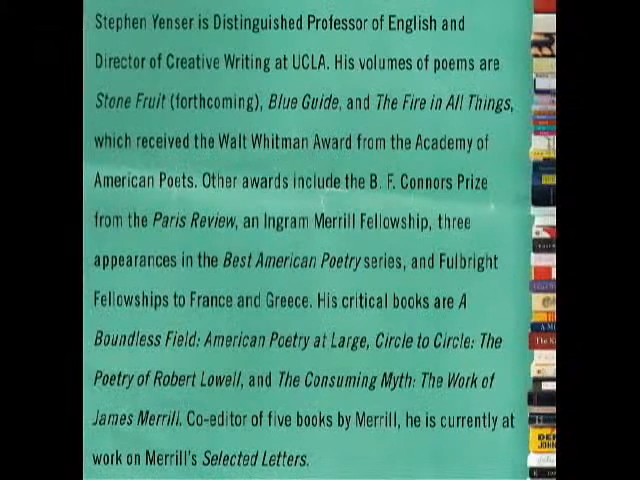 Stephen Yenser is Distinguished Professor of English and
Director of Creative Writing at UCLA. His volumes of poems are
Stone Fruit (forthcoming), Blue Guide, and The Fire in All Things,
which received the Walt Whitman Award from the Academy of
American Poets. Other awards include the B. F. Connors Prize
from the Paris Review, an Ingram Merrill Fellowship, three
appearances in the Best American Poetry series, and Fulbright
Fellowships to France and Greece. His critical books are A
Boundless Field: American Poetry at Large, Circle to Circle: The
Poetry of Robert Lowell, and The Consuming Myth: The Work of
James Merrill. Co-editor of five books by Merrill, he is currently at
work on Merrill's Selected Letters.